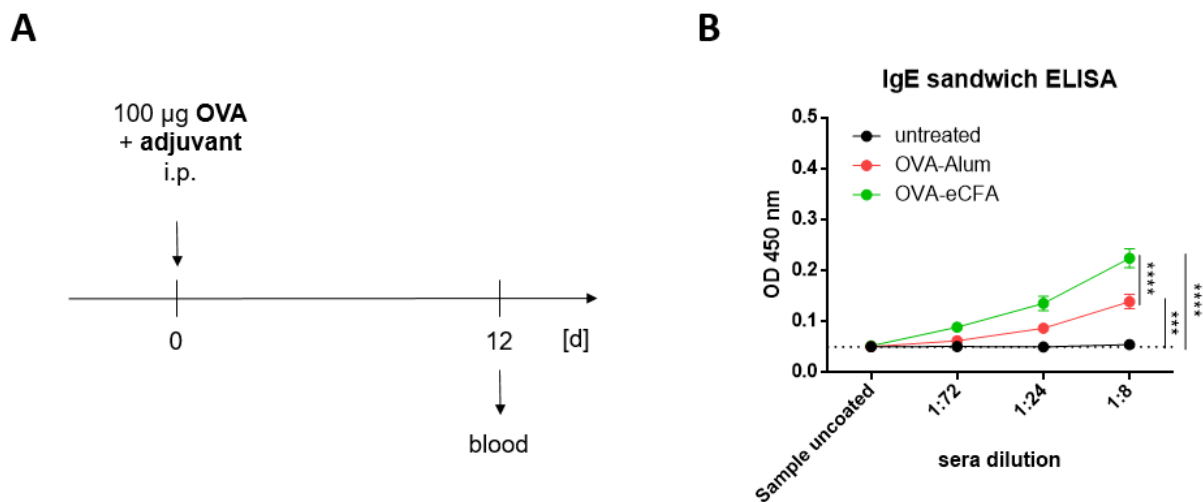 A
100 µg OVA
+ adjuvant
i.p.
0
12
[d]
blood
B
IgE sandwich ELISA
untreated
OVA-Alum
OVA-eCFA
OD 450 nm
0.5
0.4
0.3
0.2
0.1
0.0
****
***
****
Sample uncoated
1:72
1:24
1:8
sera dilution